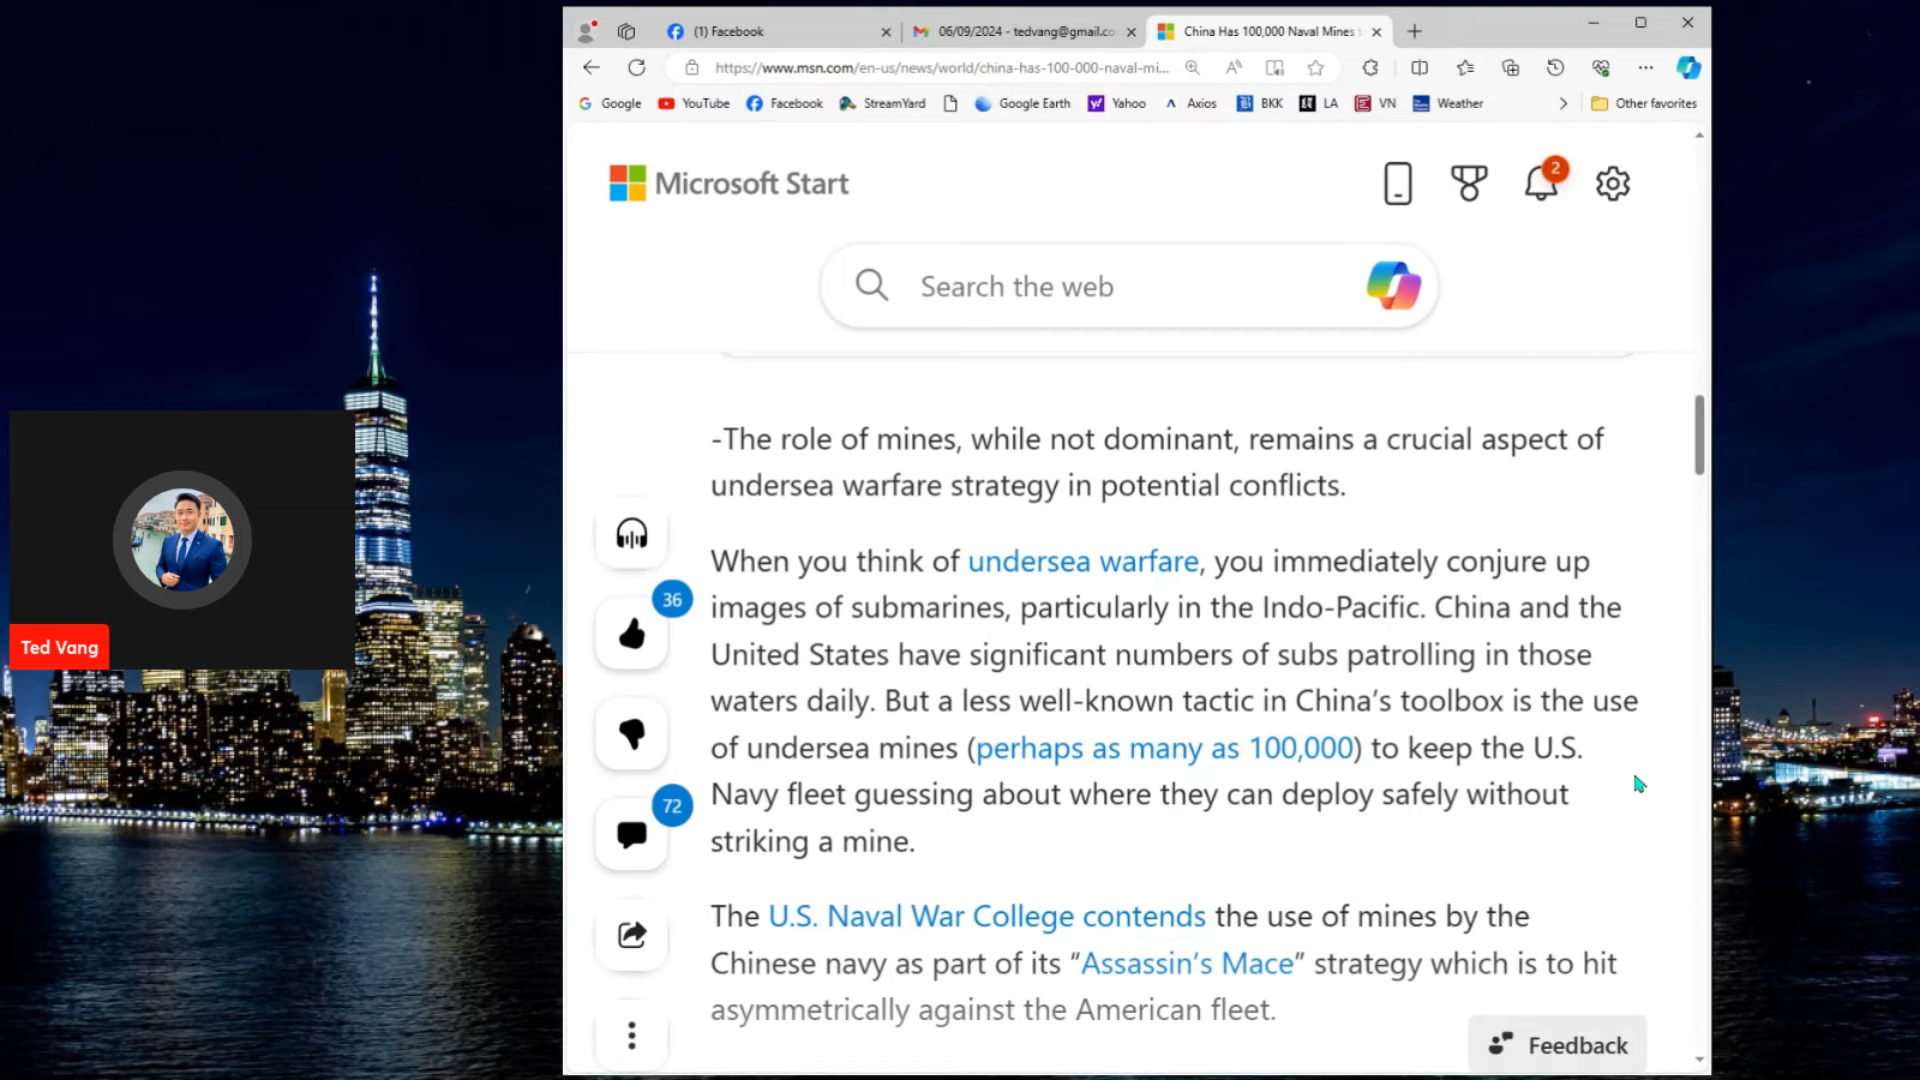 (1) Facebook
06/09/2024 - tedvang@gmail.co
China Has 100,000 Naval Mines t
https://www.msn.com/en-us/news/world/china-has-100-000-naval-mi...
Google YouTube Facebook StreamYard Google Earth Yahoo Axios BKK LA VN Weather Other favorites
Microsoft Start
2
Search the web
-The role of mines, while not dominant, remains a crucial aspect of
undersea warfare strategy in potential conflicts.
36
When you think of undersea warfare, you immediately conjure up
images of submarines, particularly in the Indo-Pacific. China and the
United States have significant numbers of subs patrolling in those
waters daily. But a less well-known tactic in China’s toolbox is the use
of undersea mines (perhaps as many as 100,000) to keep the U.S.
Navy fleet guessing about where they can deploy safely without
striking a mine.
72
The U.S. Naval War College contends the use of mines by the
Chinese navy as part of its “Assassin’s Mace” strategy which is to hit
asymmetrically against the American fleet.
Feedback
Ted Vang